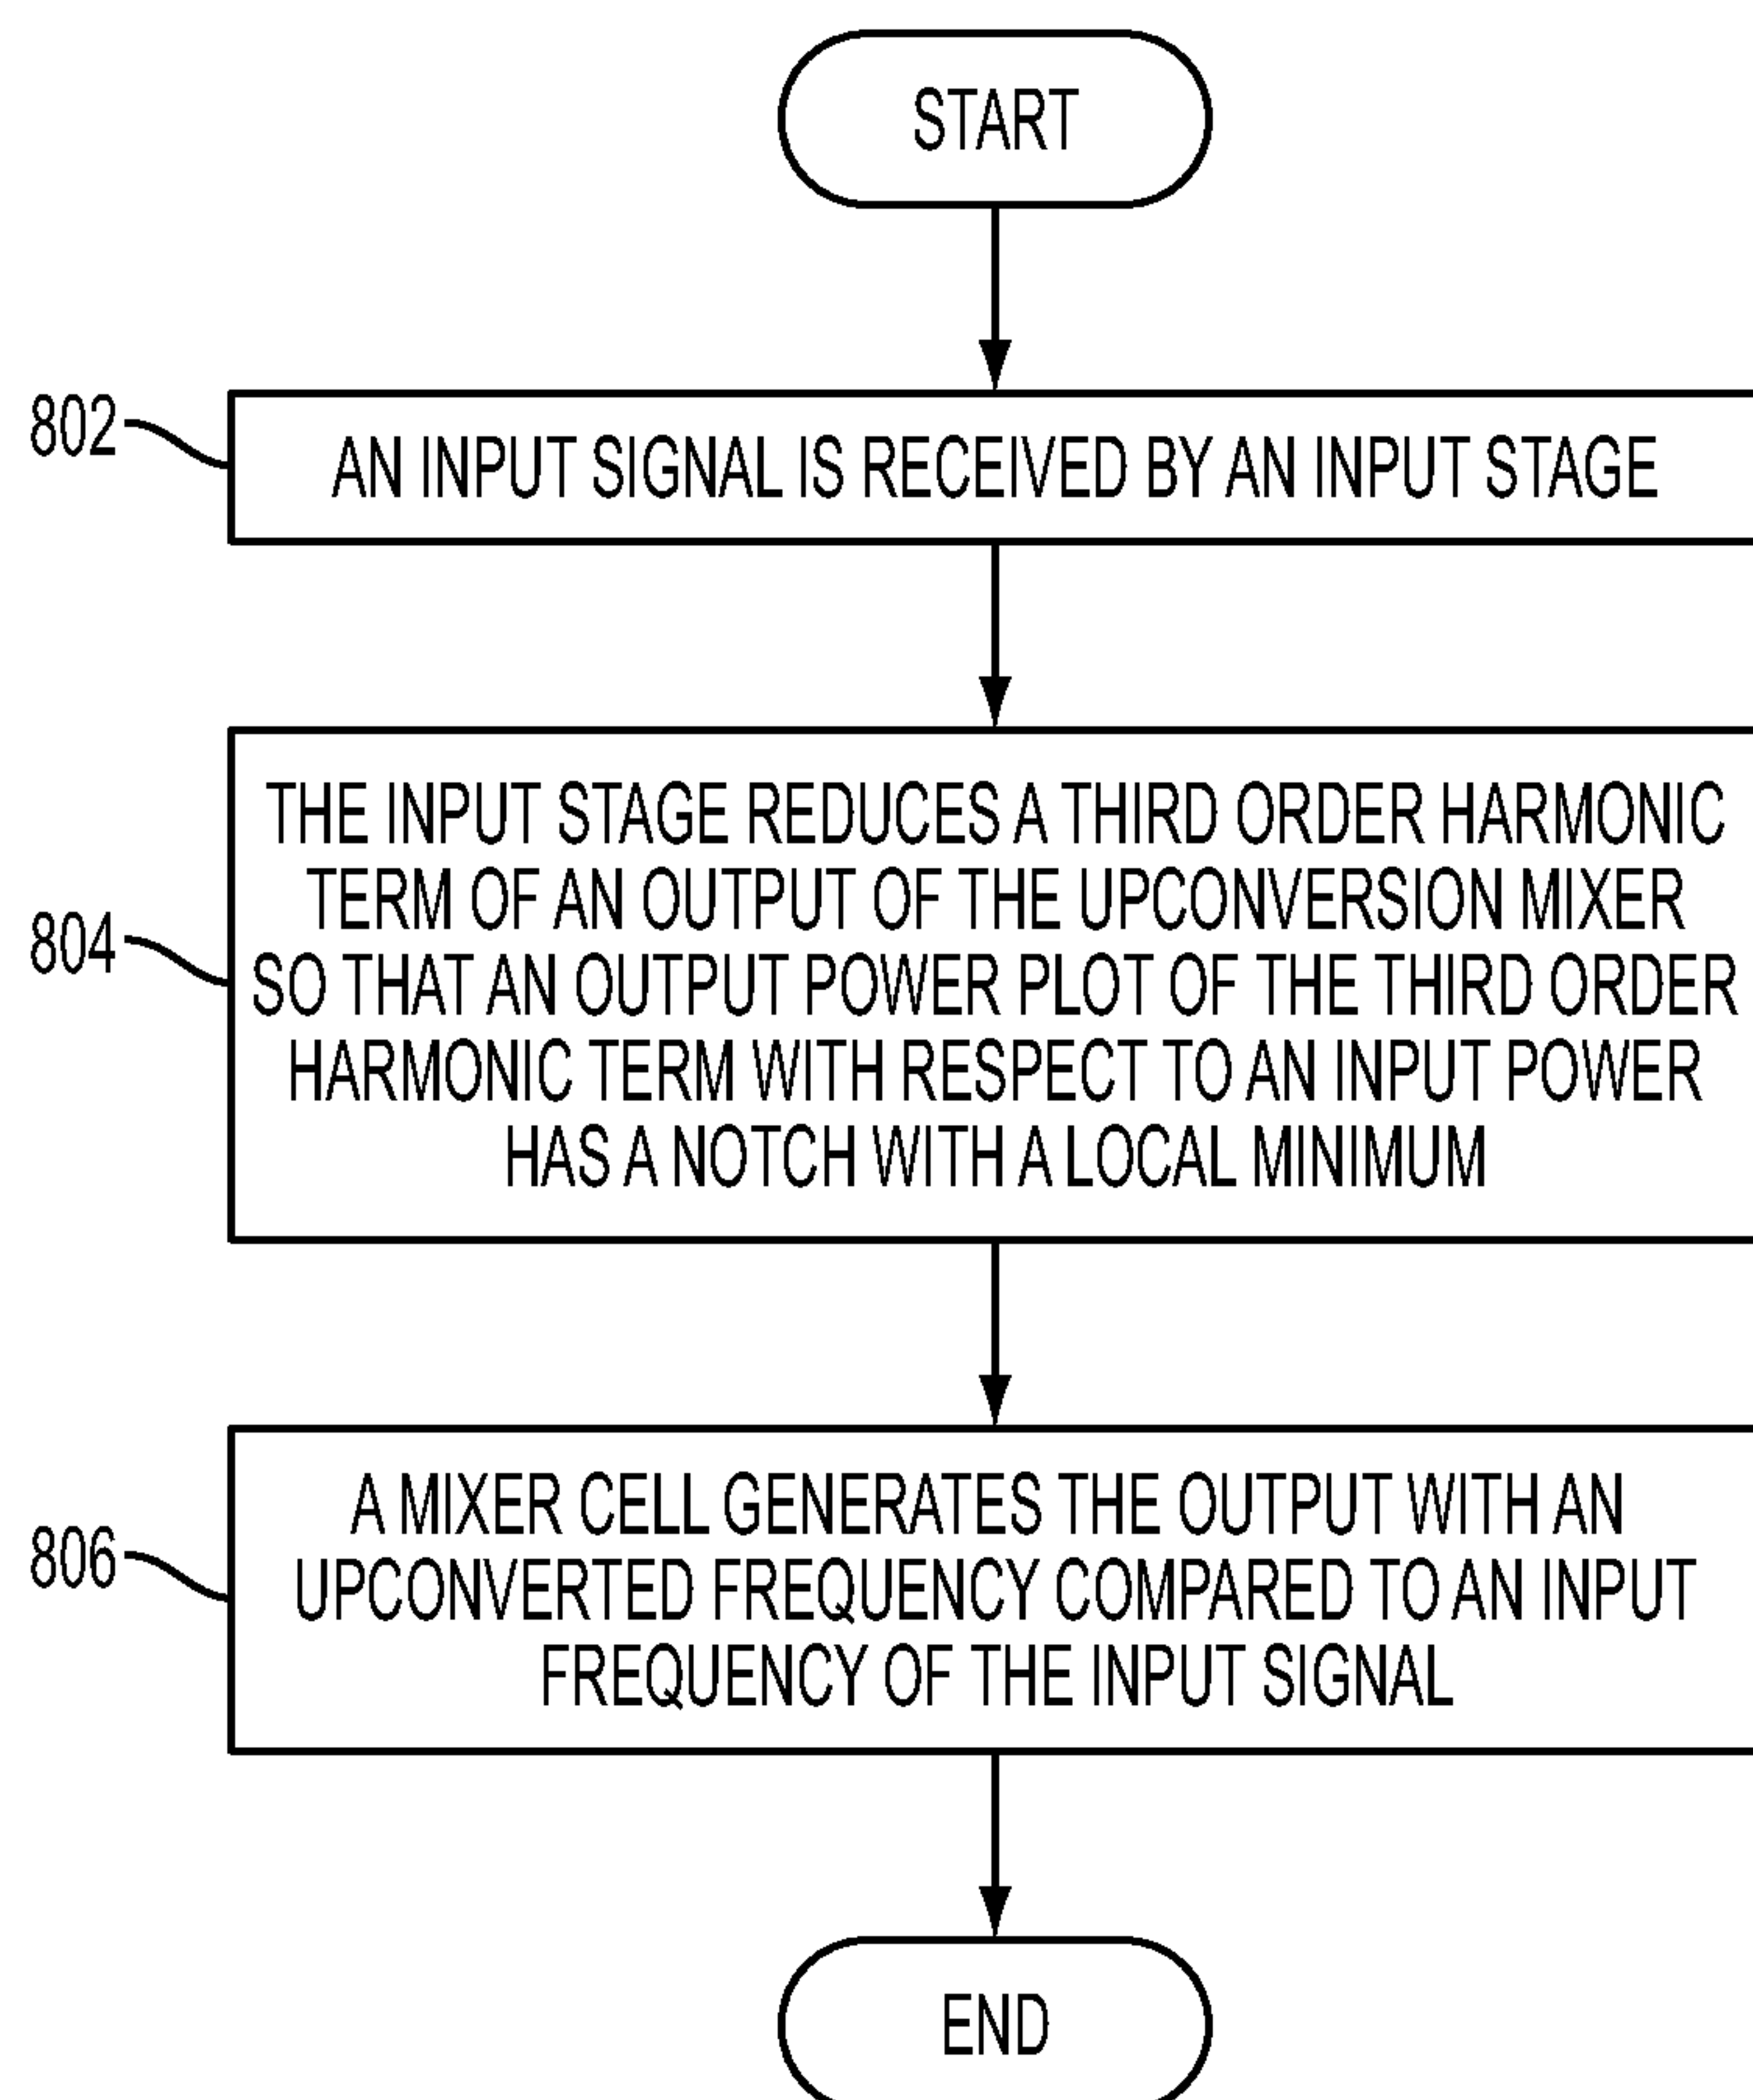 START
802
AN INPUT SIGNAL IS RECEIVED BY AN INPUT STAGE
804
THE INPUT STAGE REDUCES A THIRD ORDER HARMONIC
TERM OF AN OUTPUT OF THE UPCONVERSION MIXER
SO THAT AN OUTPUT POWER PLOT OF THE THIRD ORDER
HARMONIC TERM WITH RESPECT TO AN INPUT POWER
HAS A NOTCH WITH A LOCAL MINIMUM
806
A MIXER CELL GENERATES THE OUTPUT WITH AN
UPCONVERTED FREQUENCY COMPARED TO AN INPUT
FREQUENCY OF THE INPUT SIGNAL
END